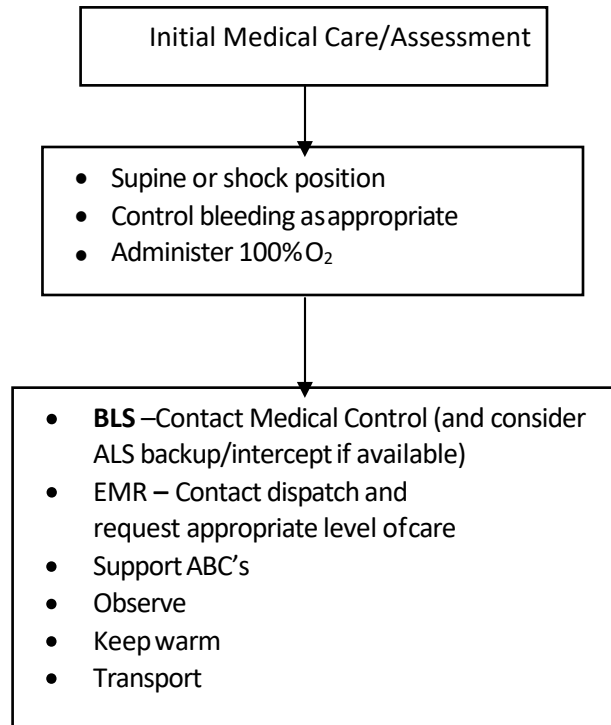 Initial Medical Care/Assessment
• Supine or shock position
• Control bleeding as appropriate
• Administer 100% O₂
• BLS –Contact Medical Control (and consider
ALS backup/intercept if available)
• EMR – Contact dispatch and
request appropriate level of care
• Support ABC’s
• Observe
• Keep warm
• Transport